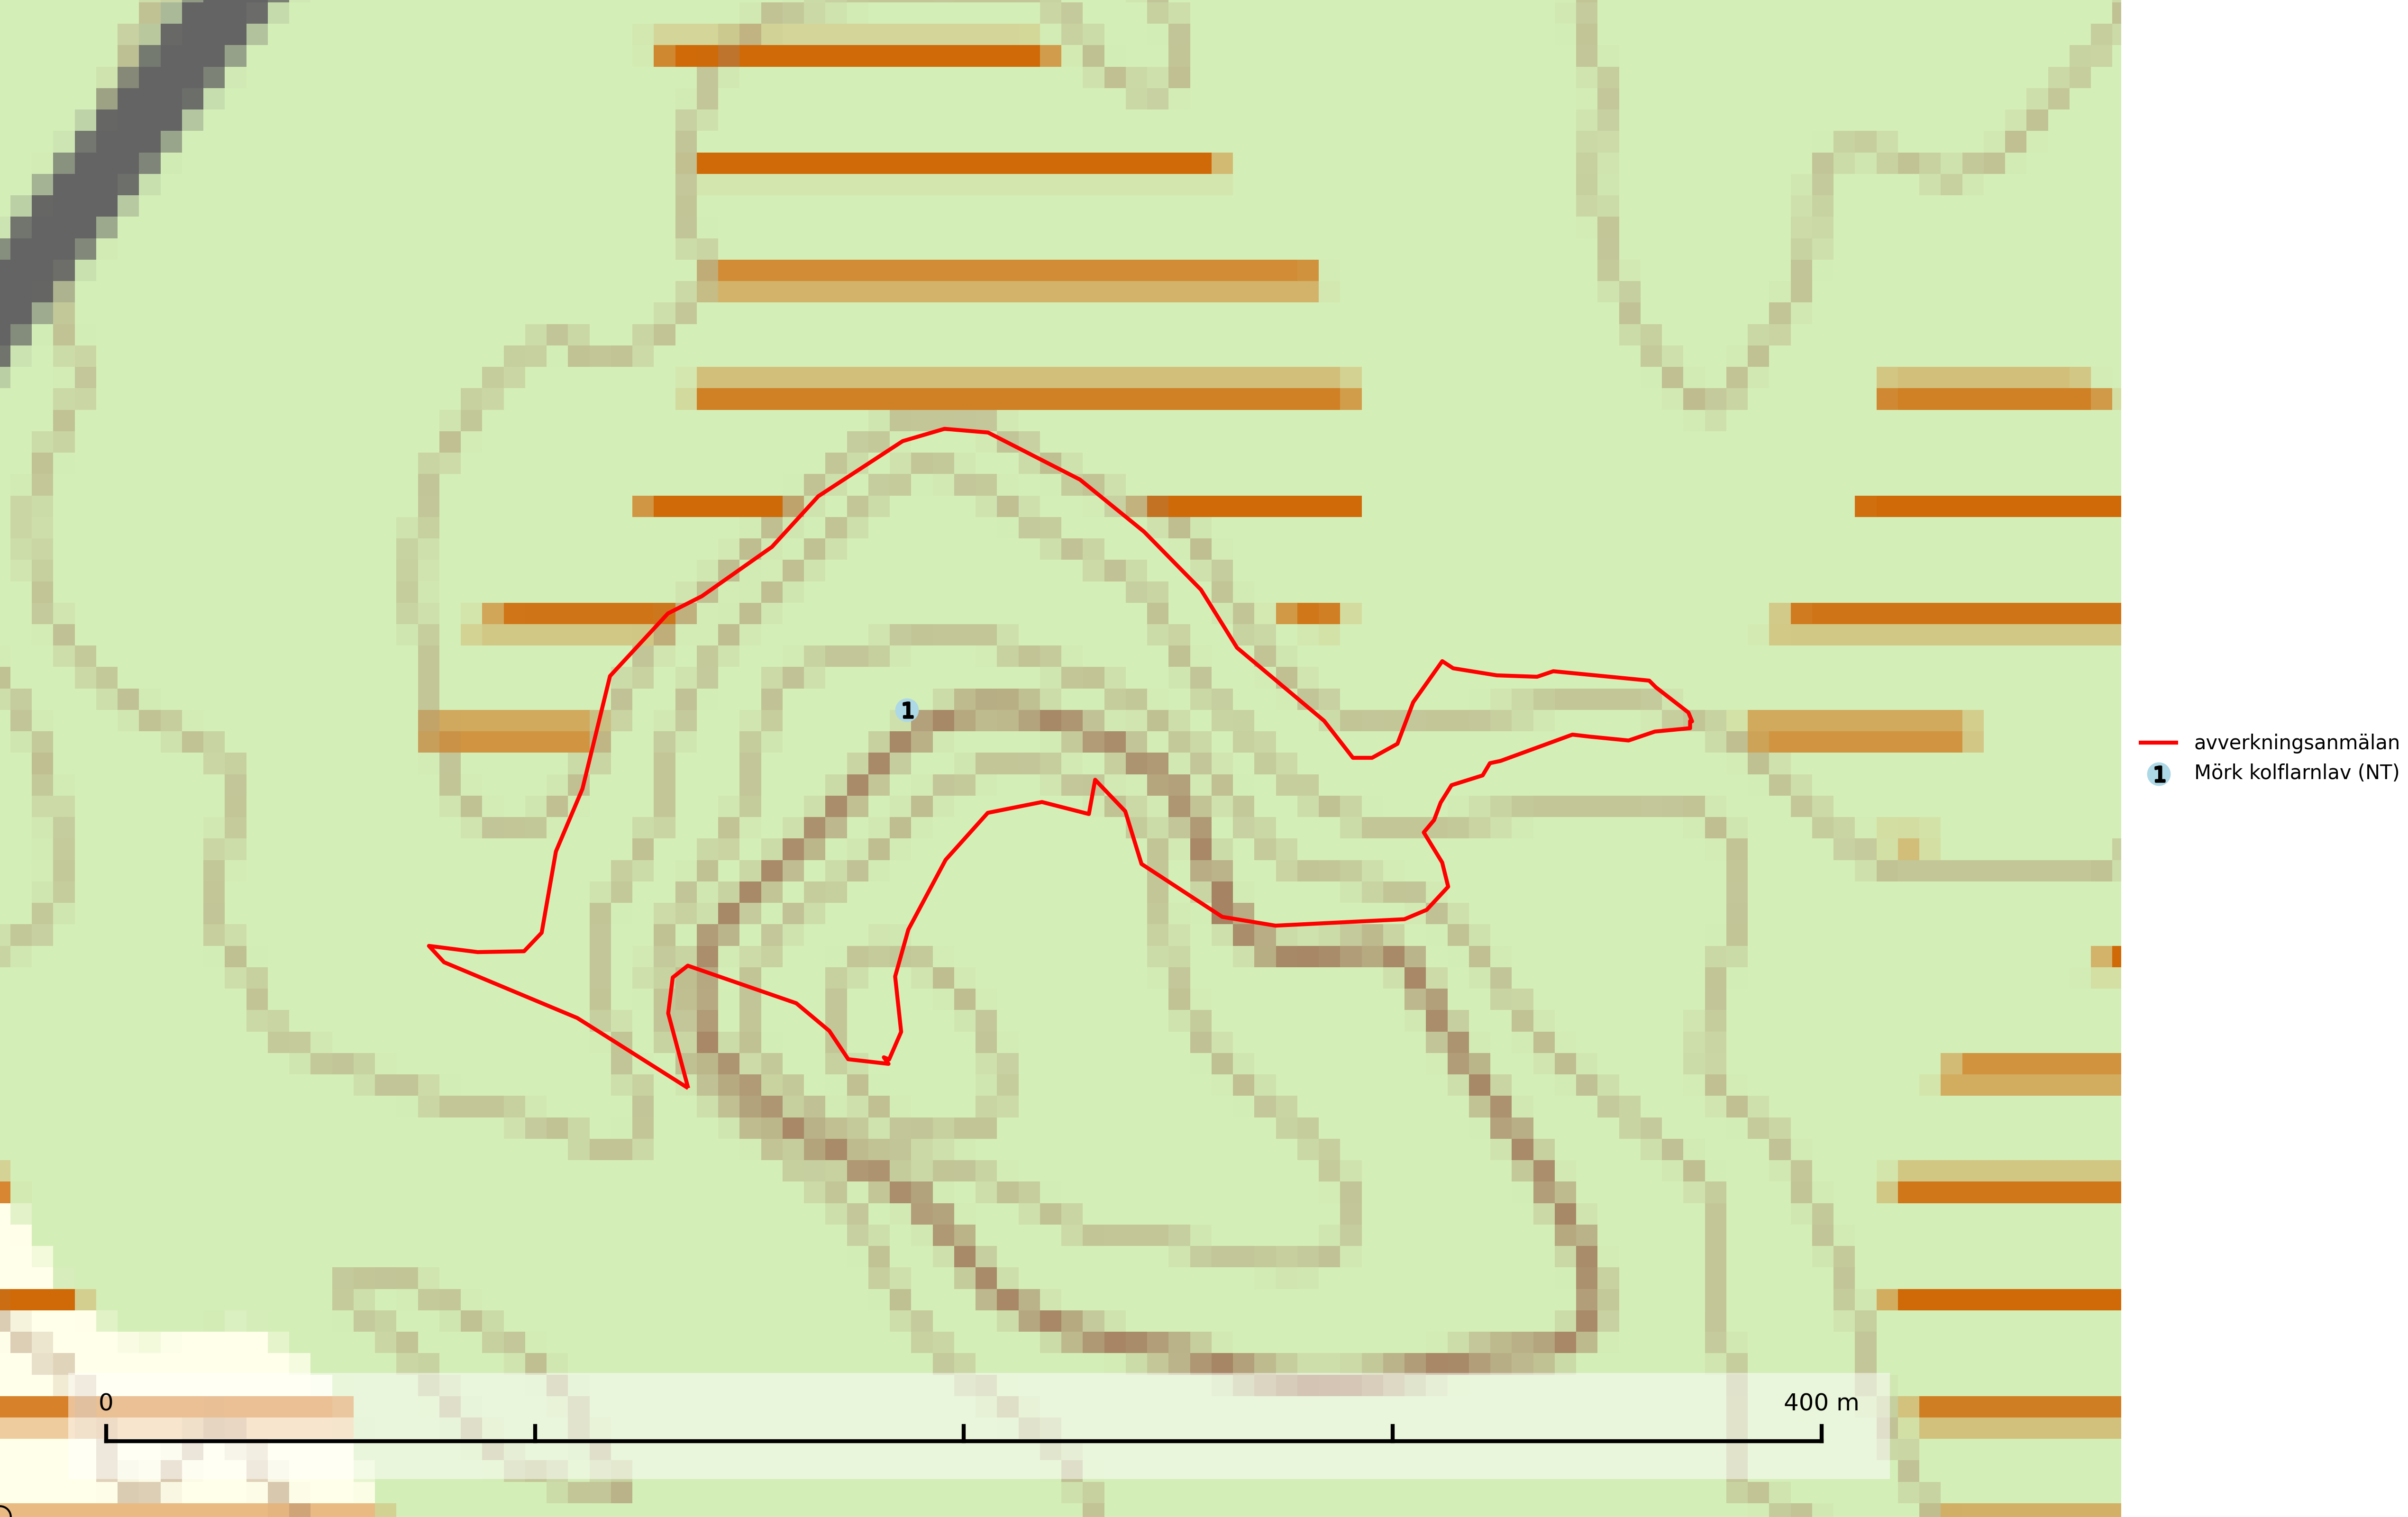 1
avverkningsanmälan
1 Mörk kolflarnlav (NT)
0 400 m